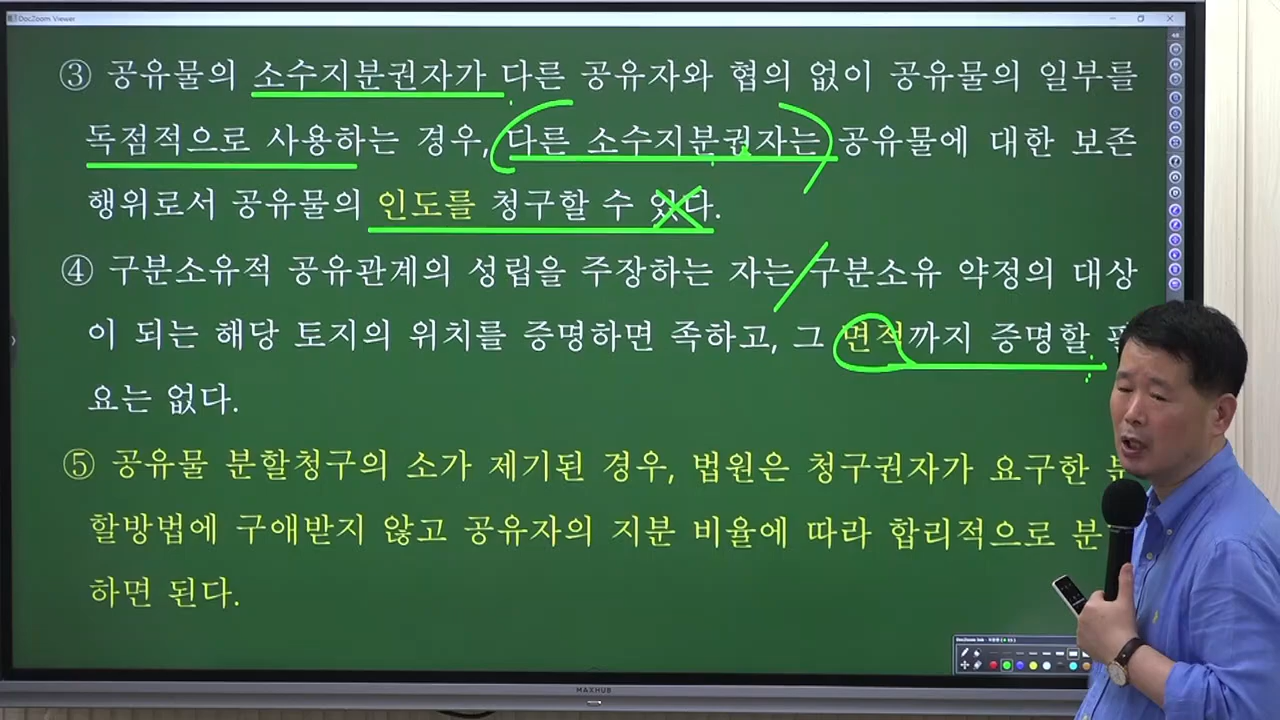 DocZoom Viewer
③ 공유물의 소수지분권자가 다른 공유자와 협의 없이 공유물의 일부를
독점적으로 사용하는 경우, 다른 소수지분권자는 공유물에 대한 보존
행위로서 공유물의 인도를 청구할 수 있다.
④ 구분소유적 공유관계의 성립을 주장하는 자는 구분소유 약정의 대상
이 되는 해당 토지의 위치를 증명하면 족하고, 그 면적까지 증명할
요는 없다.
⑤ 공유물 분할청구의 소가 제기된 경우, 법원은 청구권자가 요구한 분
할방법에 구애받지 않고 공유자의 지분 비율에 따라 합리적으로 분
하면 된다.
MAXHUB